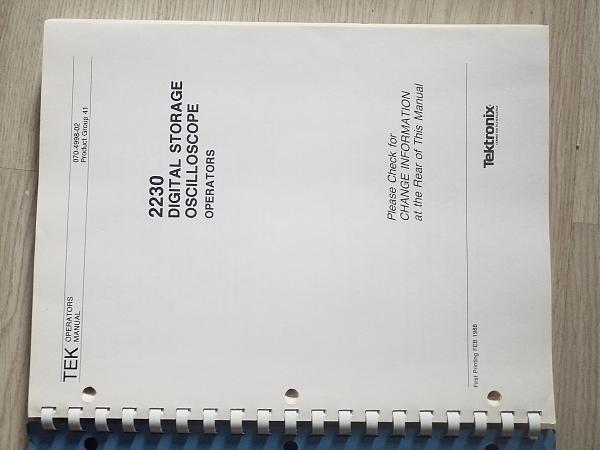 TEK OPERATORS
MANUAL
070-4998-02
Product Group 41
2230
DIGITAL STORAGE
OSCILLOSCOPE
OPERATORS
Please Check for
CHANGE INFORMATION
at the Rear of This Manual
First Printing FEB 1988
Tektronix